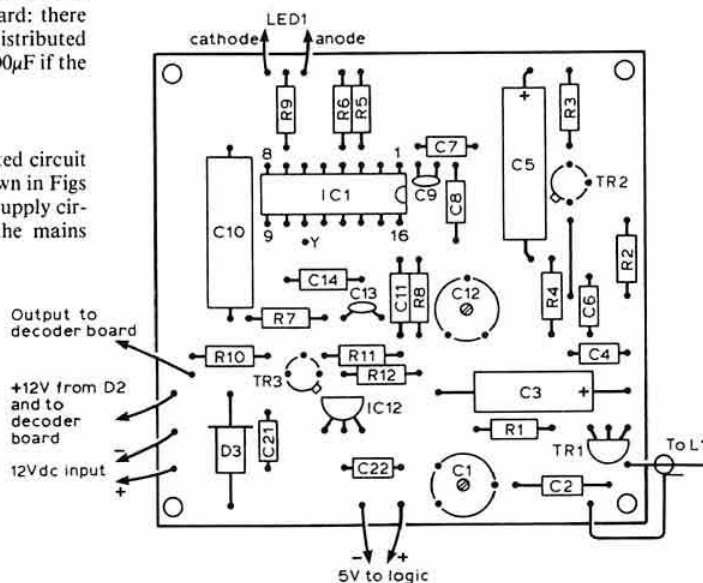 ard: there
istributed
00µF if the
ted circuit
wn in Figs
supply cir-
he mains
LED1
cathode
anode
R9
R6
R5
C7
C9
C8
+
C5
R3
TR2
8
1
IC1
9
16
Y
C10
C14
C13
C11
R8
C12
R4
C6
R2
R7
C4
Output to
decoder board
R10
R11
R12
TR3
C3
+
+12V from D2
and to
decoder
board
–
12Vdc input
+
D3
C21
IC12
R1
TR1
To L1
C22
C1
C2
–
+
5V to logic